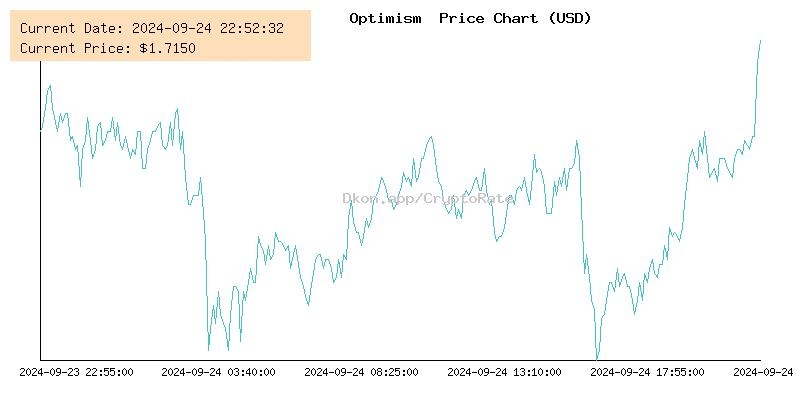 Optimism  Price Chart (USD)
Current Date: 2024-09-24 22:52:32
Current Price: $1.7150
Dkon.app/CryptoRate
2024-09-23 22:55:00
2024-09-24 03:40:00
2024-09-24 08:25:00
2024-09-24 13:10:00
2024-09-24 17:55:00
2024-09-24